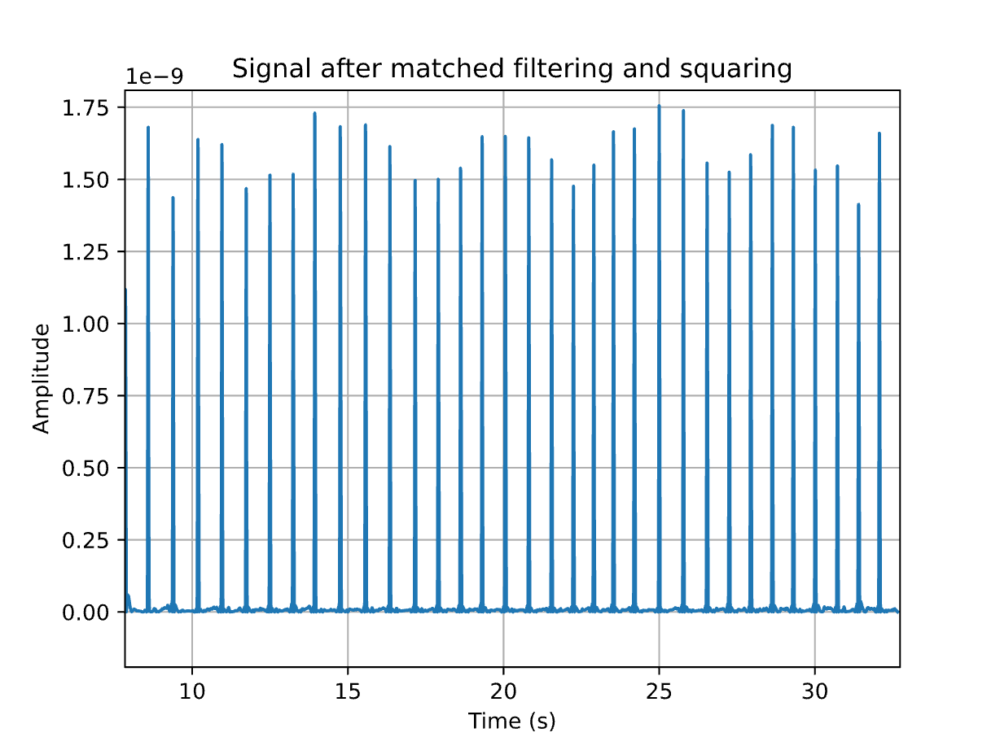 Signal after matched filtering and squaring
1e−9
1.75
1.50
1.25
1.00
0.75
0.50
0.25
0.00
Amplitude
10 15 20 25 30
Time (s)